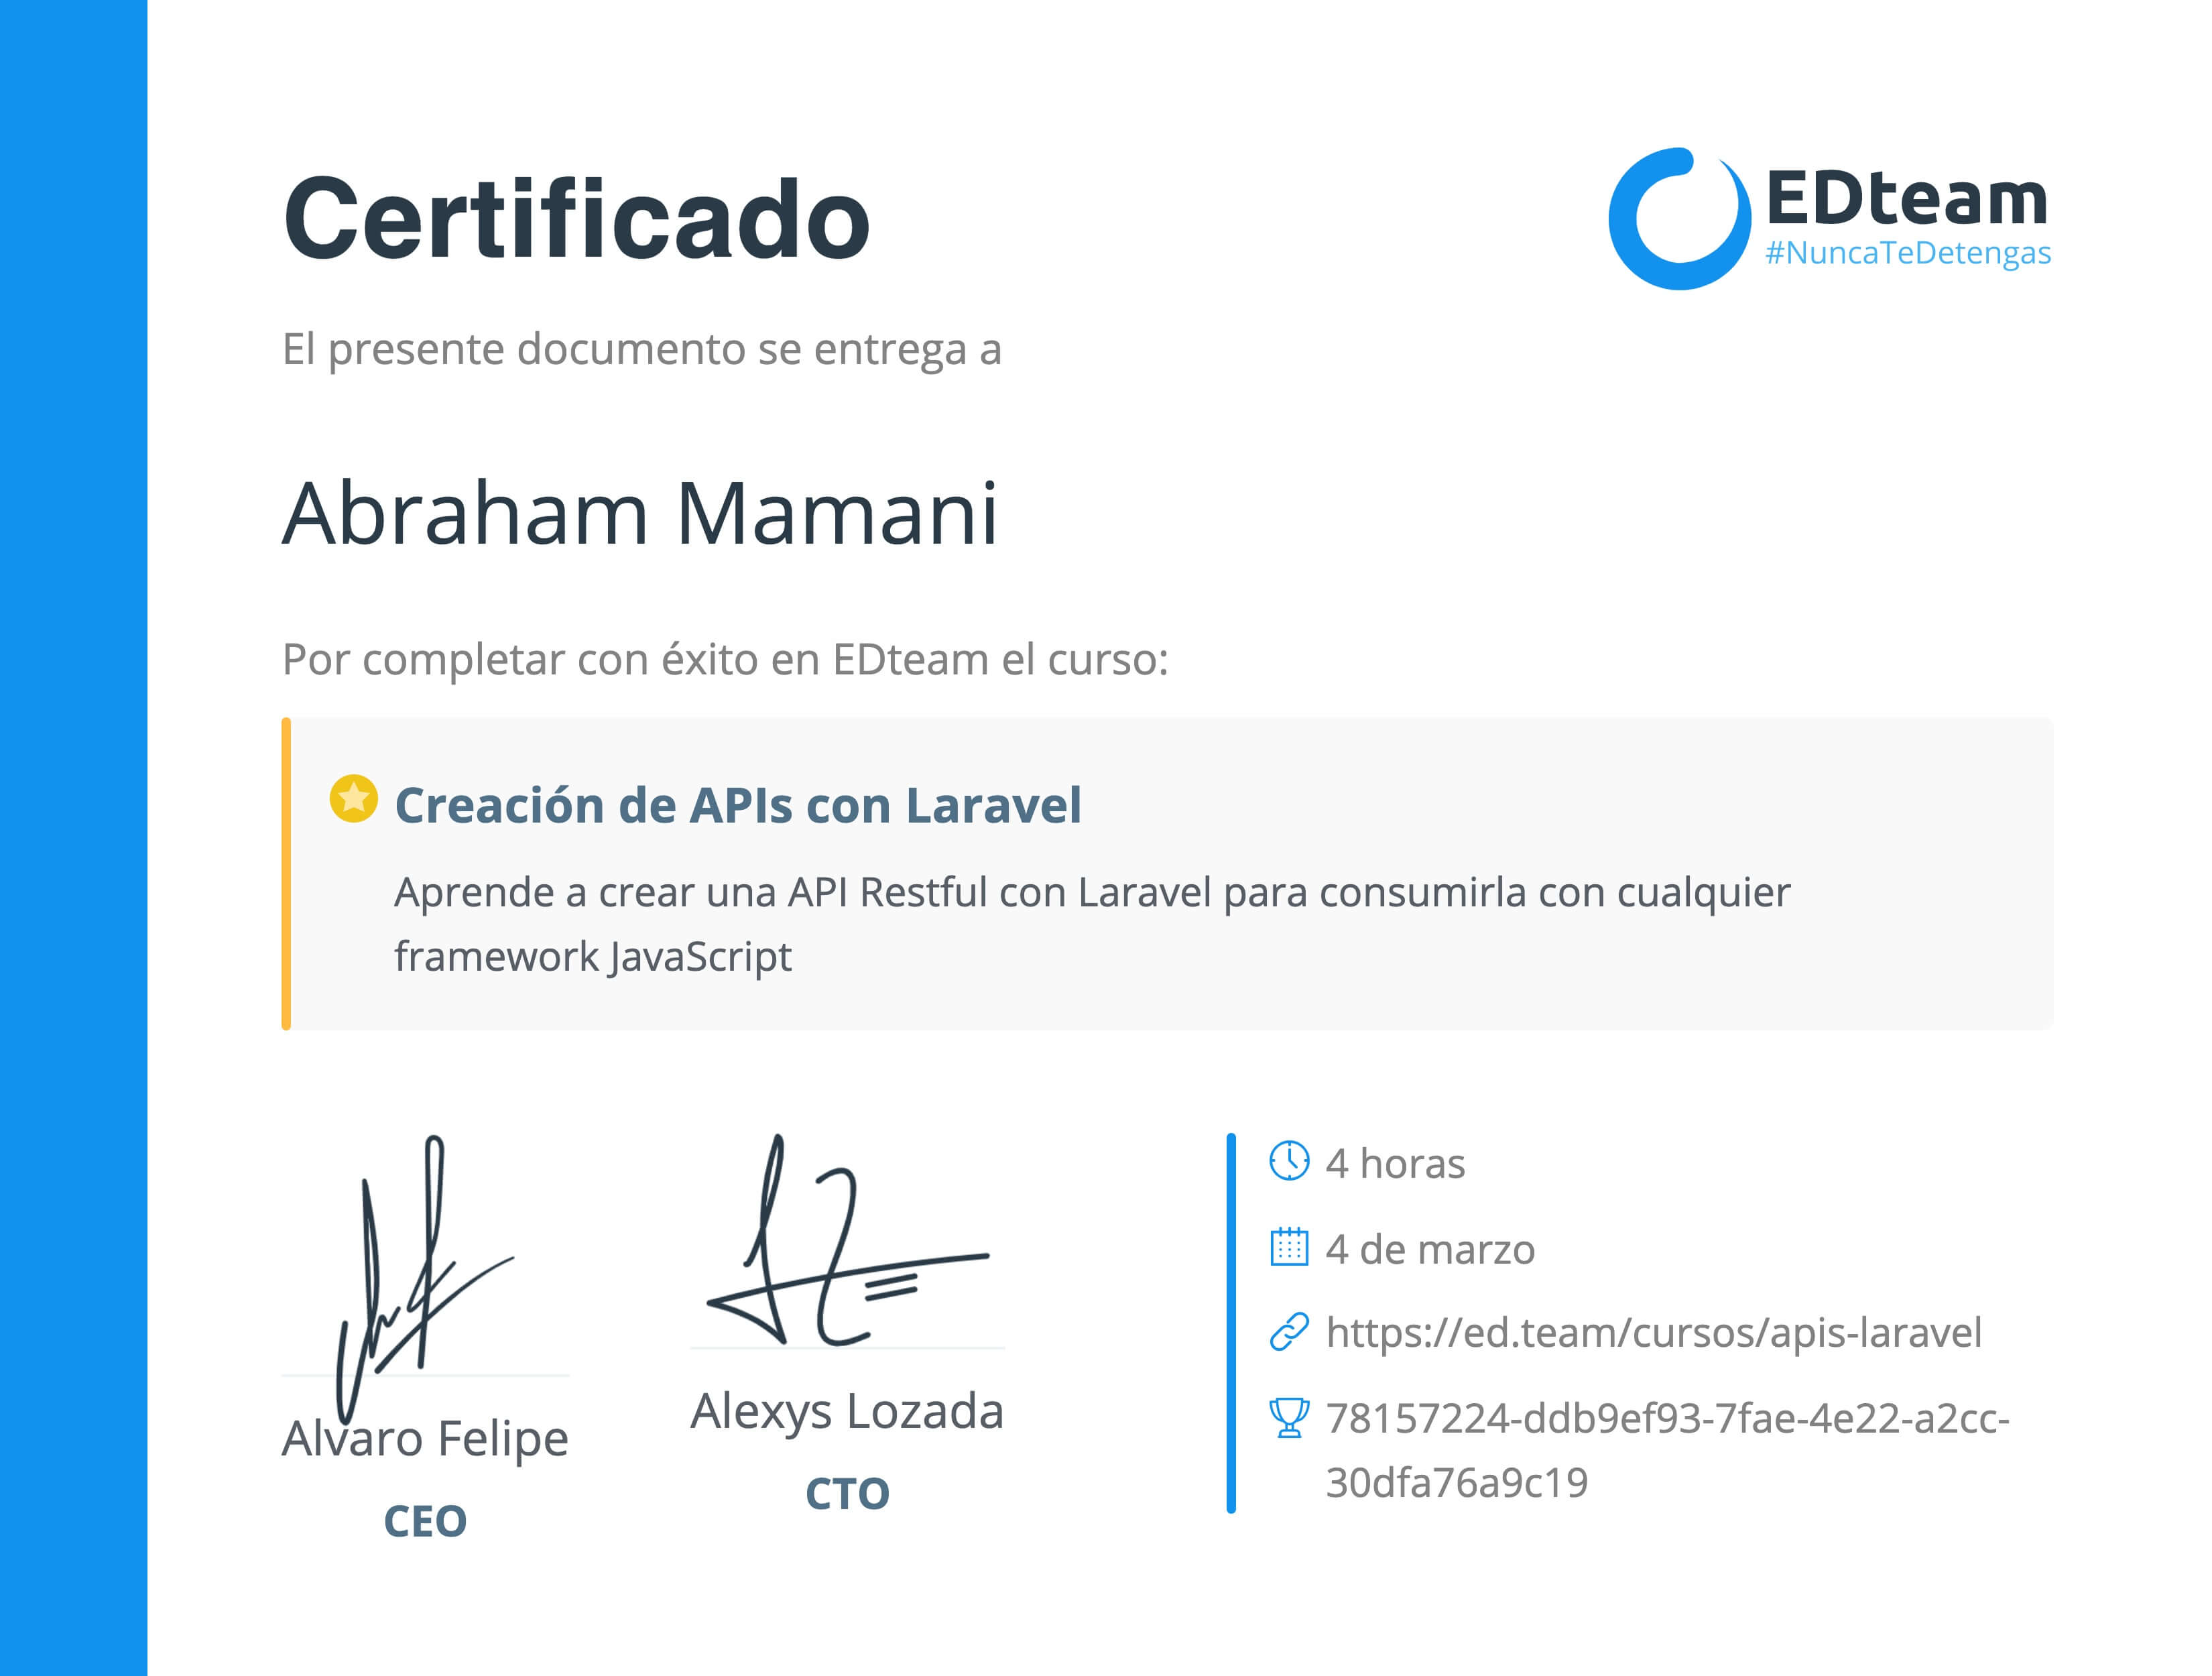 Certificado
EDteam
#NuncaTeDetengas
El presente documento se entrega a
Abraham Mamani
Por completar con éxito en EDteam el curso:
Creación de APIs con Laravel
Aprende a crear una API Restful con Laravel para consumirla con cualquier
framework JavaScript
Alvaro Felipe
CEO
Alexys Lozada
CTO
4 horas
4 de marzo
https://ed.team/cursos/apis-laravel
78157224-ddb9ef93-7fae-4e22-a2cc-
30dfa76a9c19